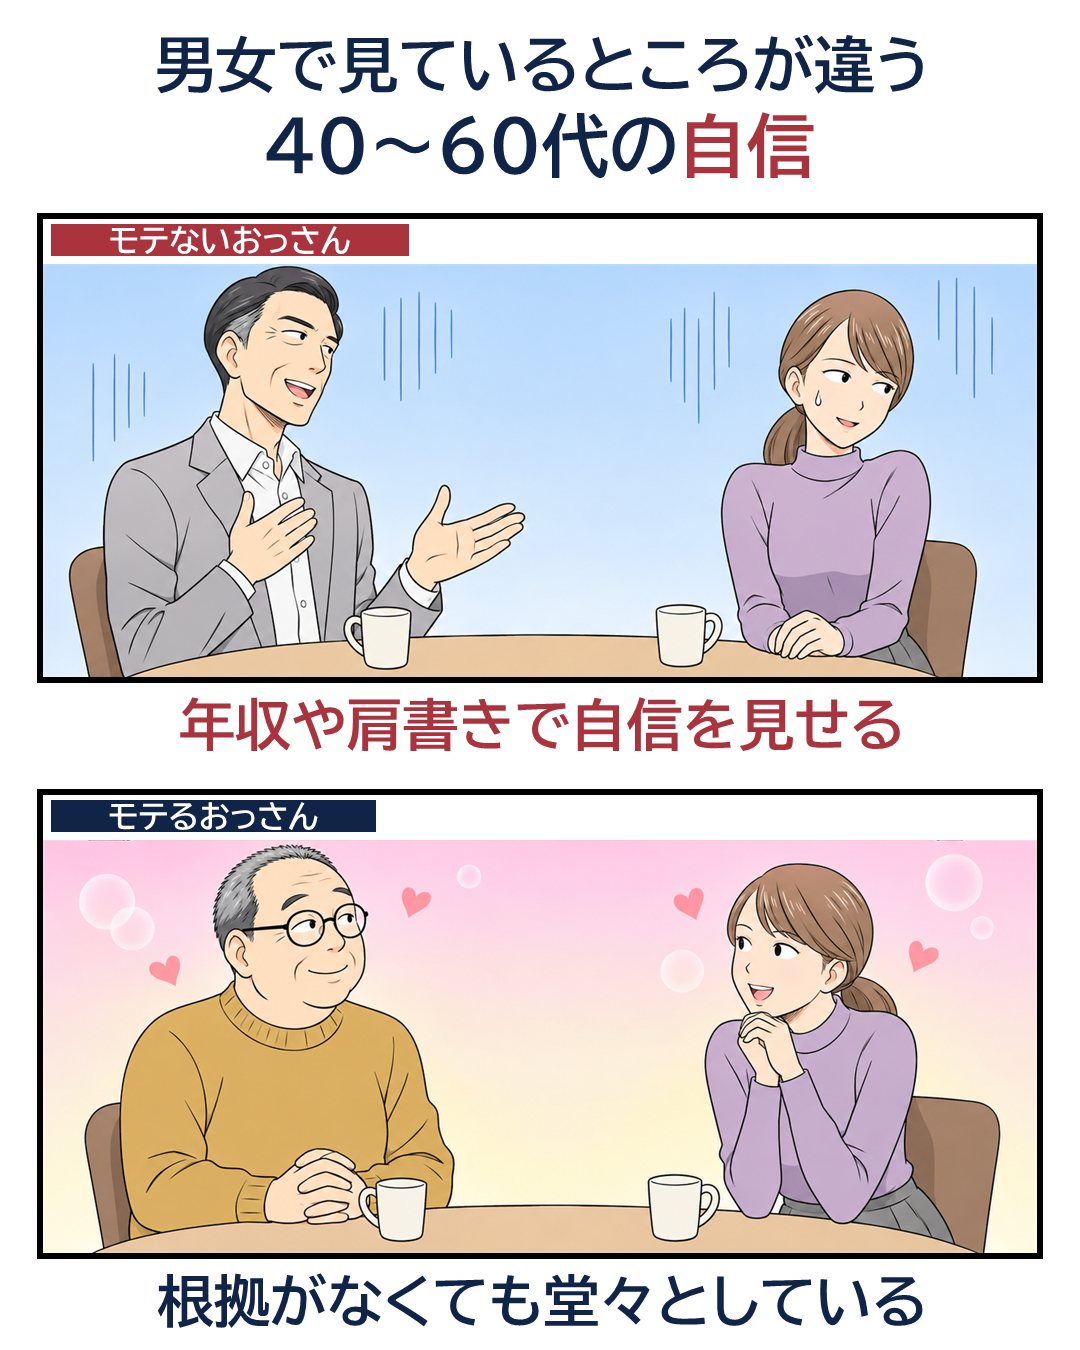 男女で見ているところが違う
40〜60代の自信
モテないおっさん
年収や肩書きで自信を見せる
モテるおっさん
根拠がなくても堂々としている